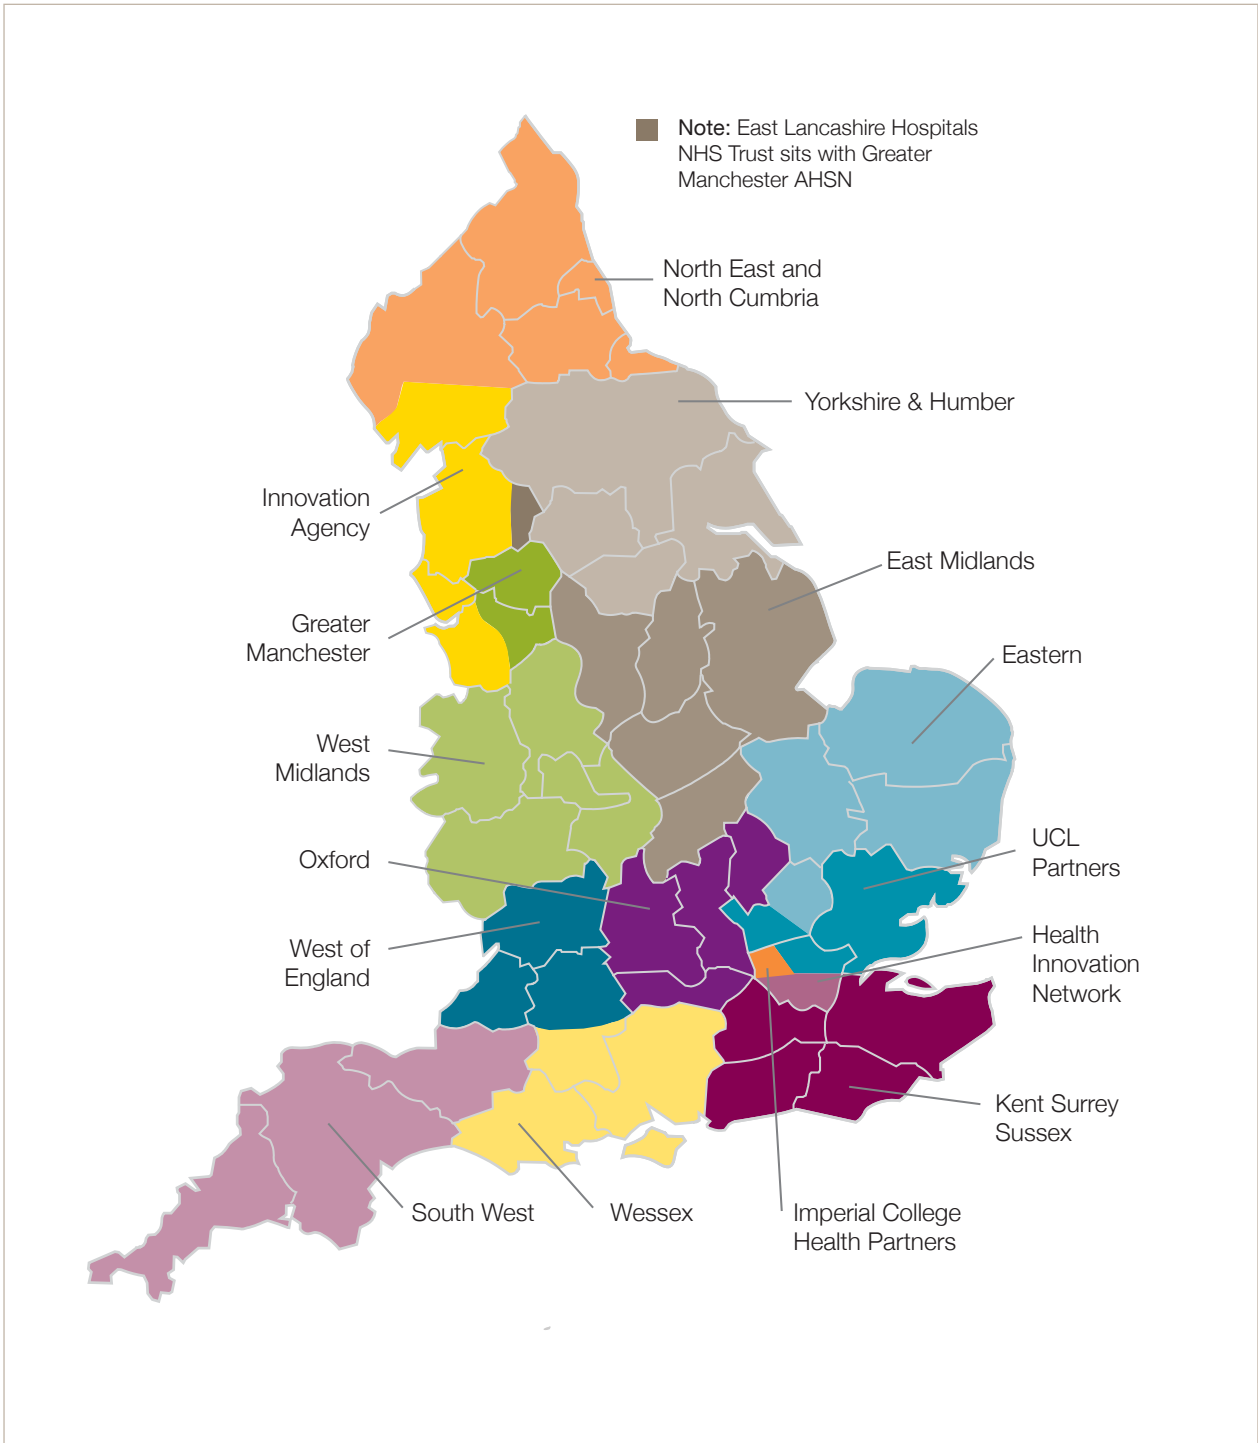 Note: East Lancashire Hospitals
NHS Trust sits with Greater
Manchester AHSN
North East and
North Cumbria
Yorkshire & Humber
Innovation
Agency
East Midlands
Greater
Manchester
Eastern
West
Midlands
UCL
Partners
Oxford
Health
Innovation
Network
West of
England
Kent Surrey
Sussex
South West
Wessex
Imperial College
Health Partners